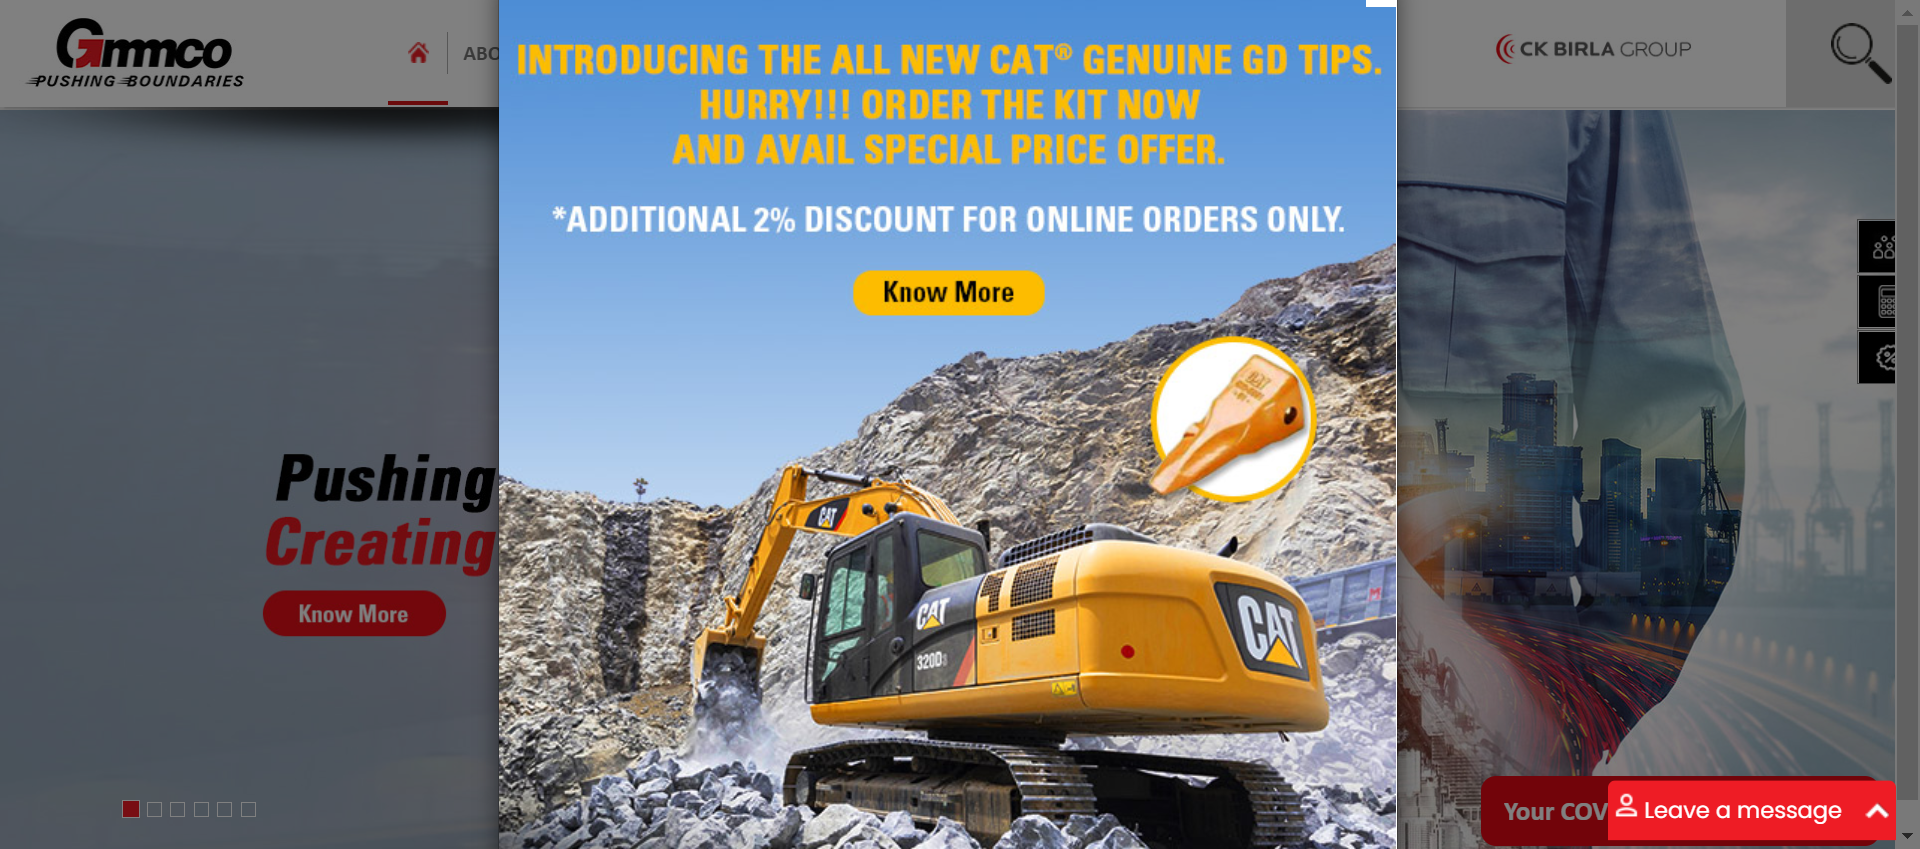 Gmmco
PUSHING BOUNDARIES
ABO
CK BIRLA GROUP
INTRODUCING THE ALL NEW CAT® GENUINE GD TIPS.
HURRY!!! ORDER THE KIT NOW
AND AVAIL SPECIAL PRICE OFFER.
*ADDITIONAL 2% DISCOUNT FOR ONLINE ORDERS ONLY.
Know More
Pushing
Creating
Know More
CAT
CAT
320D
CAT
Your COV
Leave a message